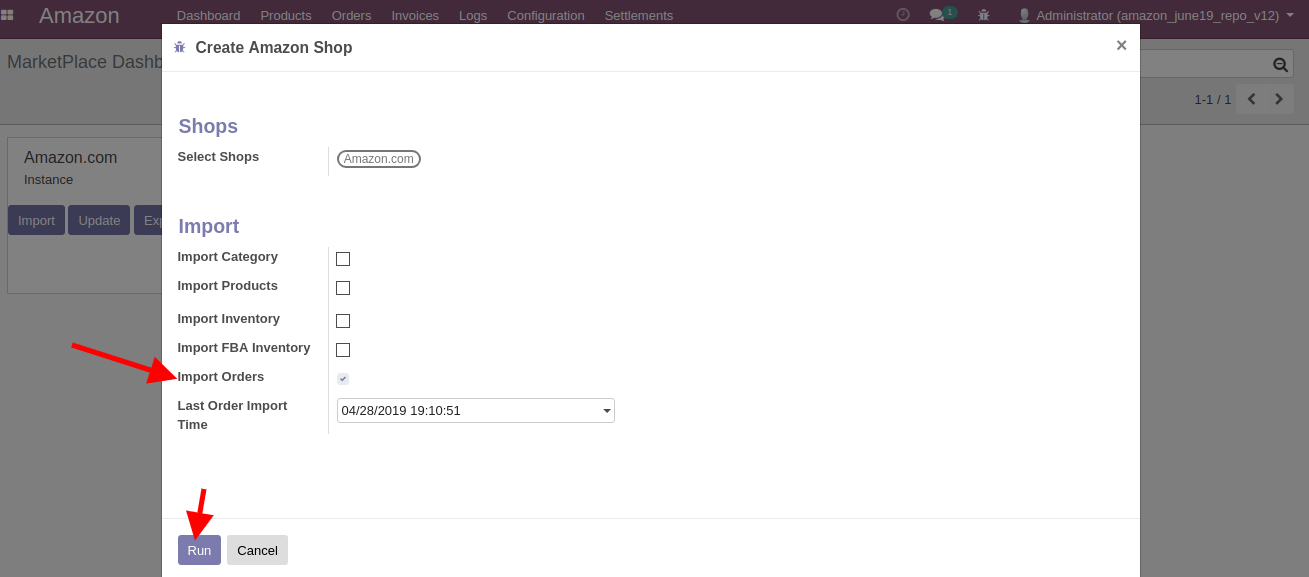 Amazon Dashboard Products Orders Invoices Logs Configuration Settlements 1 Administrator (amazon_june19_repo_v12)
Create Amazon Shop ×
MarketPlace Dashb
1-1 / 1
Shops
Amazon.com
Select Shops Amazon.com
Instance
Import Update Exp
Import
Import Category
Import Products
Import Inventory
Import FBA Inventory
Import Orders
Last Order Import
Time
04/28/2019 19:10:51
Run Cancel